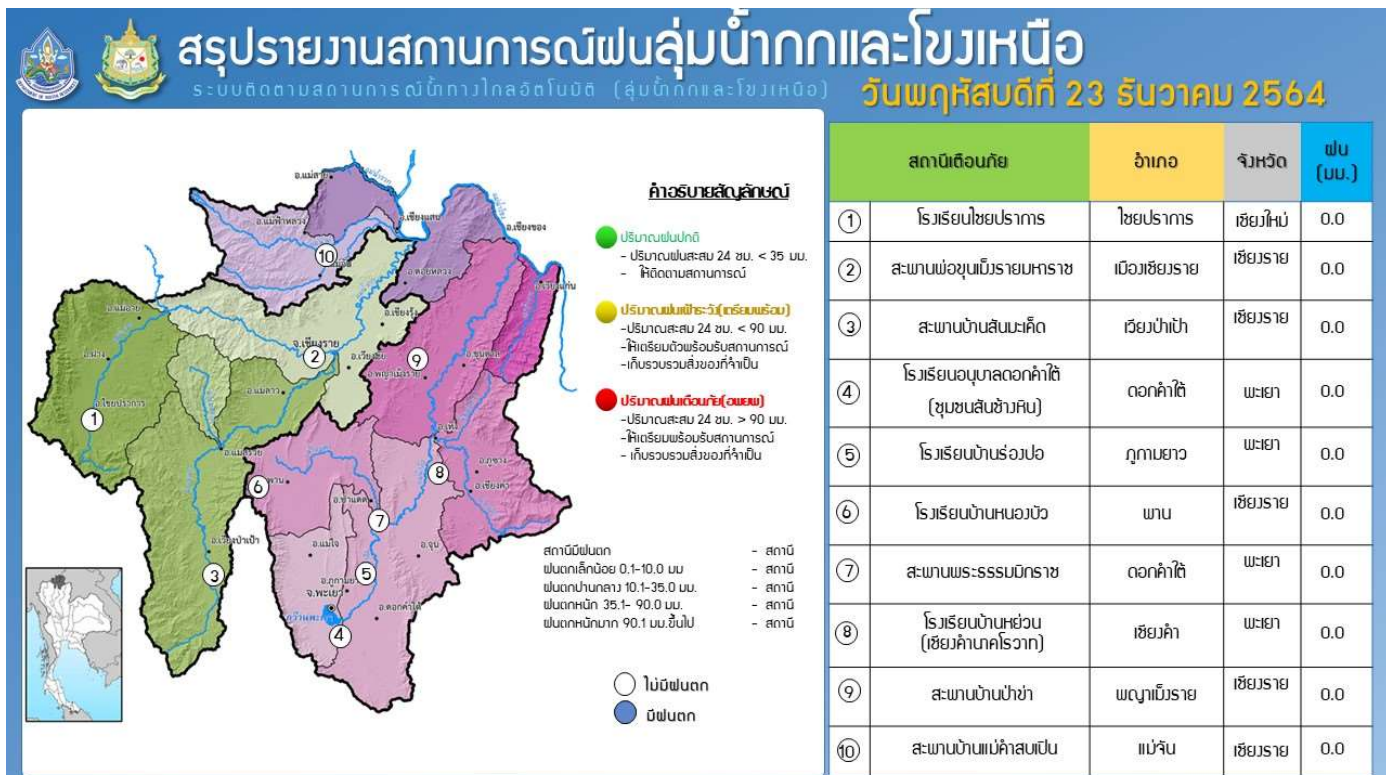 สรุปรายงานสถานการณ์ฝนลุ่มน้ำกกและโขงเหนือ
ระบบติดตามสถานการณ์น้ำทางไกลอัตโนมัติ (ลุ่มน้ำกกและโขงเหนือ)
วันพฤหัสบดีที่ 23 ธันวาคม 2564
อ.แม่สาย
อ.แม่ฟ้าหลวง
อ.เชียงแสน
อ.เชียงของ
อ.ดอยหลวง
10
อ.เวียงแก่น
อ.แม่อาย
อ.เชียงรุ้ง
จ.เชียงราย
2
อ.ฝาง
9
อ.ขุนตาล
อ.พญาเม็งราย
อ.แม่ลาว
อ.ไชยปราการ
1
อ.เทิง
อ.แม่สรวย
8
อ.ภูซาง
อ.เชียงคำ
6
อ.ป่าแดด
7
อ.เวียงป่าเป้า
อ.แม่ใจ
อ.จุน
3
5
อ.ภูกามยาว
จ.พะเยา
อ.ดอกคำใต้
กว๊านพะเยา
4
คำอธิบายสัญลักษณ์
ปริมาณฝนปกติ
- ปริมาณฝนสะสม 24 ชม. < 35 มม.
- ให้ติดตามสถานการณ์
ปริมาณฝนเฝ้าระวัง(เตรียมพร้อม)
-ปริมาณสะสม 24 ชม. < 90 มม.
-ให้เตรียมตัวพร้อมรับสถานการณ์
-เก็บรวบรวมสิ่งของที่จำเป็น
ปริมาณฝนเตือนภัย(อพยพ)
-ปริมาณสะสม 24 ชม. > 90 มม.
-ให้เตรียมพร้อมรับสถานการณ์
- เก็บรวบรวมสิ่งของที่จำเป็น
สถานีมีฝนตก - สถานี
ฝนตกเล็กน้อย 0.1-10.0 มม - สถานี
ฝนตกปานกลาง 10.1-35.0 มม. - สถานี
ฝนตกหนัก 35.1- 90.0 มม. - สถานี
ฝนตกหนักมาก 90.1 มม.ขึ้นไป - สถานี
ไม่มีฝนตก
มีฝนตก
สถานีเตือนภัย อำเภอ จังหวัด ฝน (มม.)
1 โรงเรียนไชยปราการ ไชยปราการ เชียงใหม่ 0.0
2 สะพานพ่อขุนเม็งรายมหาราช เมืองเชียงราย เชียงราย 0.0
3 สะพานบ้านสันมะเค็ด เวียงป่าเป้า เชียงราย 0.0
4 โรงเรียนอนุบาลดอกคำใต้ (ชุมชนสันช้างหิน) ดอกคำใต้ พะเยา 0.0
5 โรงเรียนบ้านร่องปอ ภูกามยาว พะเยา 0.0
6 โรงเรียนบ้านหนองบัว พาน เชียงราย 0.0
7 สะพานพระธรรมมิกราช ดอกคำใต้ พะเยา 0.0
8 โรงเรียนบ้านหย่วน (เชียงคำนาคโรวาท) เชียงคำ พะเยา 0.0
9 สะพานบ้านป่าข่า พญาเม็งราย เชียงราย 0.0
10 สะพานบ้านแม่คำสบเปิน แม่จัน เชียงราย 0.0